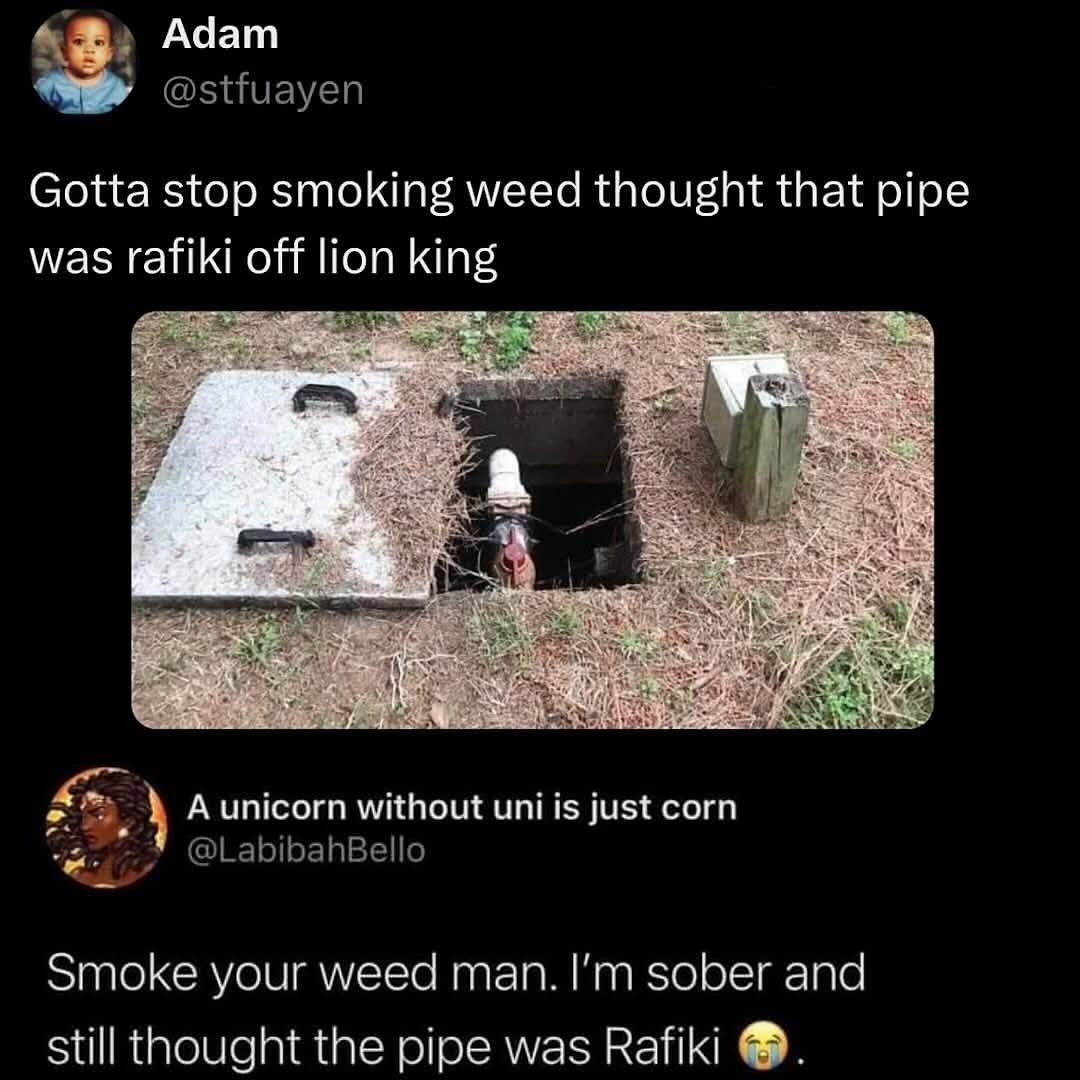 Adam
@stfuayen
Gotta stop smoking weed thought that pipe
was rafiki off lion king
A unicorn without uni is just corn
@LabibahBello
Smoke your weed man. I'm sober and
still thought the pipe was Rafiki 😭.